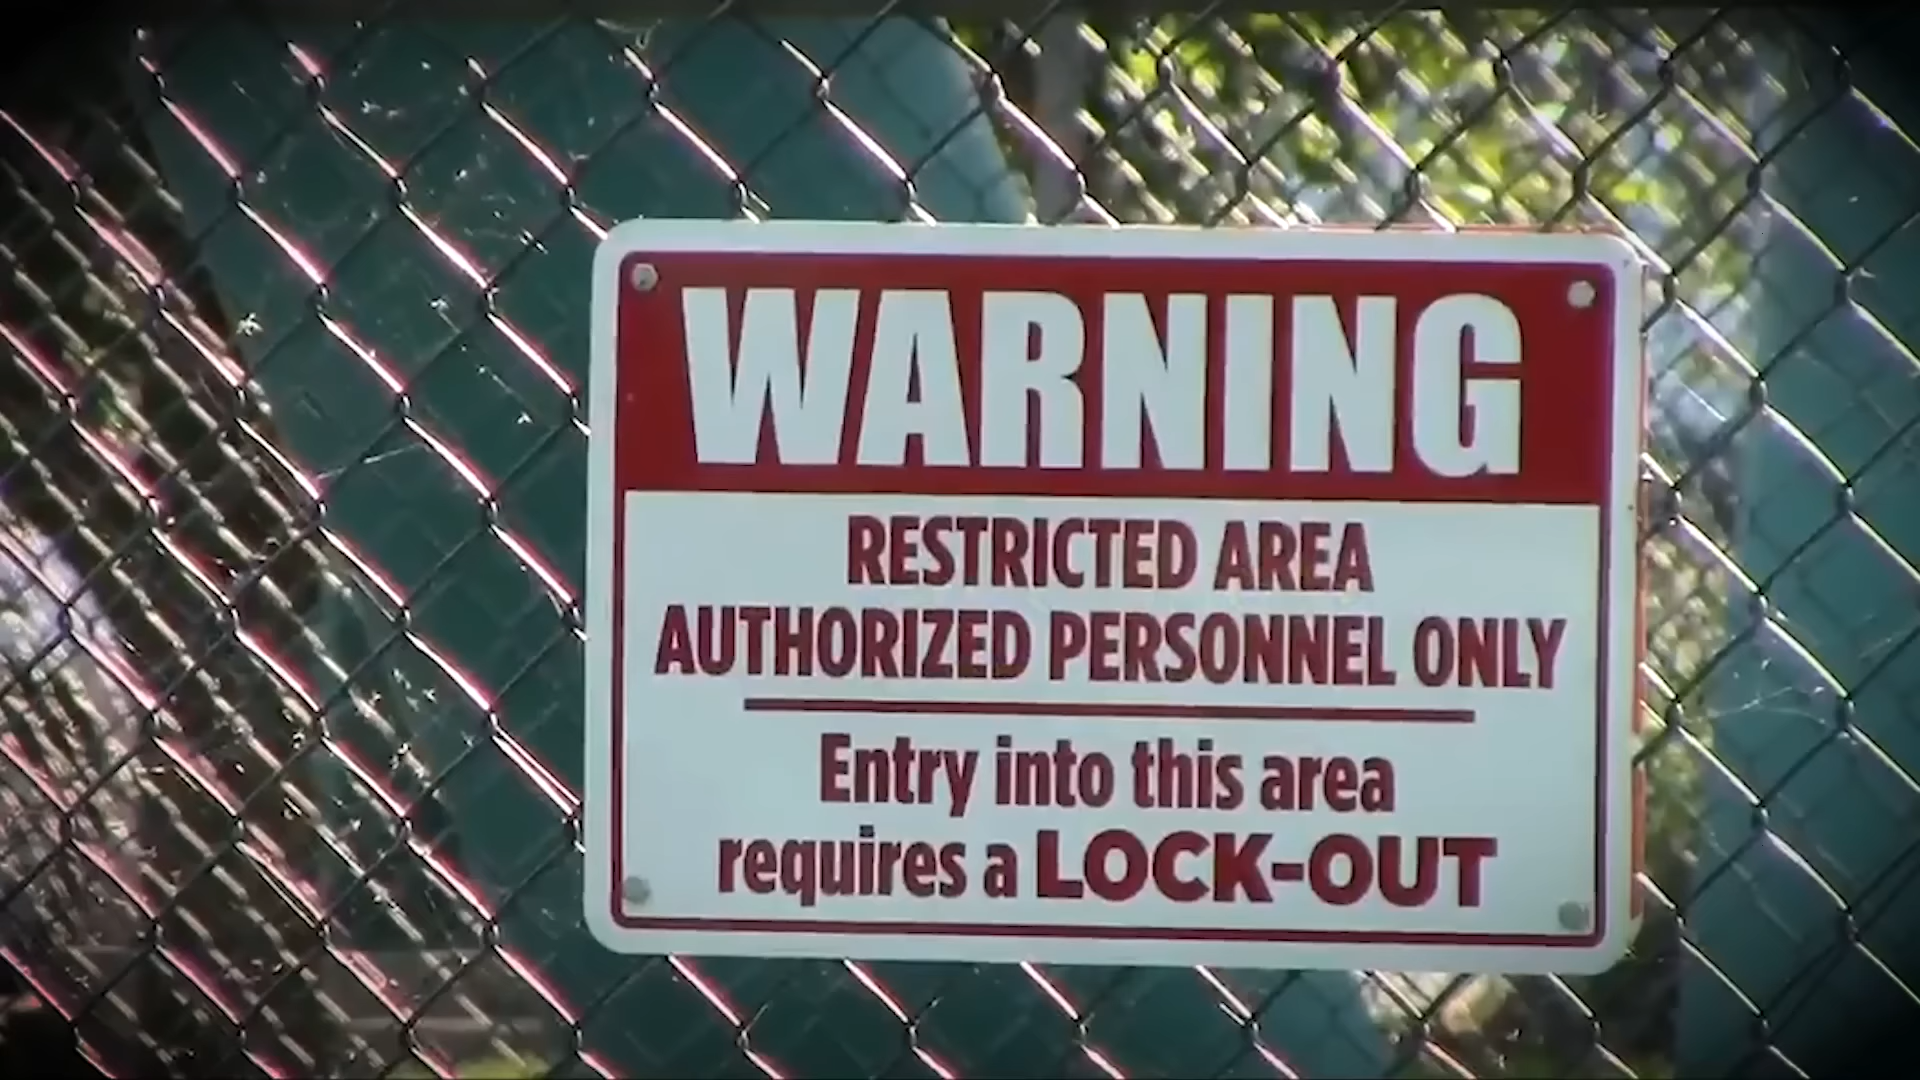 WARNING
RESTRICTED AREA
AUTHORIZED PERSONNEL ONLY
Entry into this area
requires a LOCK-OUT